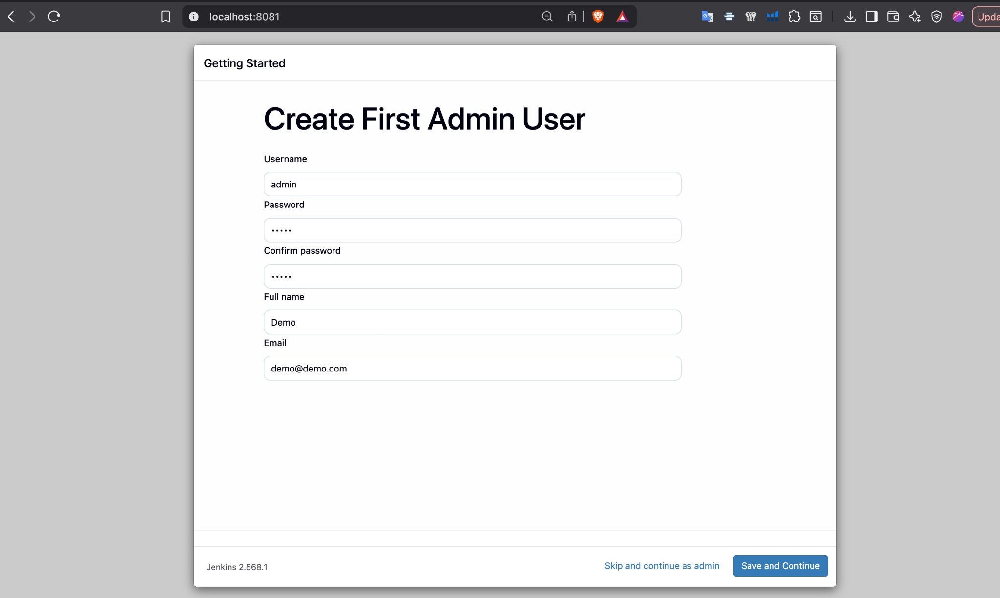 localhost:8081
Upda
Getting Started
Create First Admin User
Username
admin
Password
•••••
Confirm password
•••••
Full name
Demo
Email
demo@demo.com
Jenkins 2.568.1
Skip and continue as admin
Save and Continue